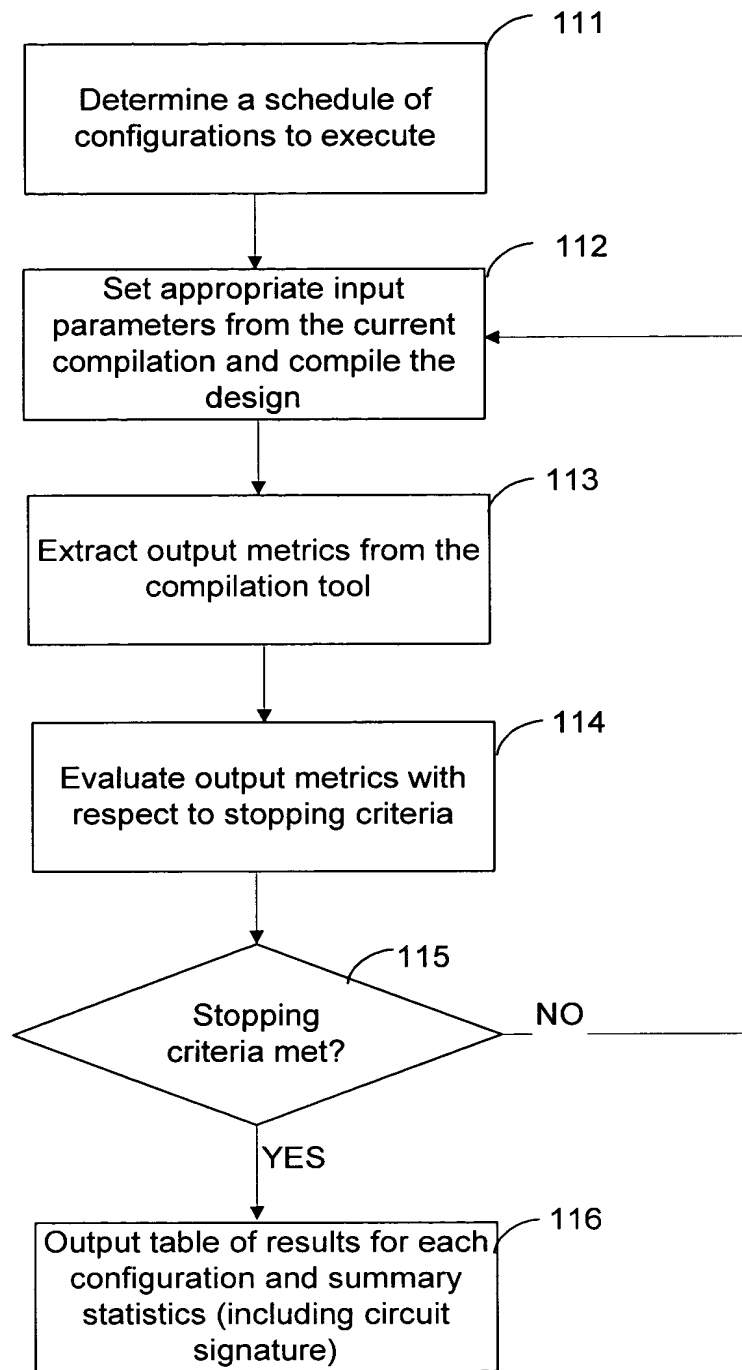 111
Determine a schedule of
configurations to execute
112
Set appropriate input
parameters from the current
compilation and compile the
design
113
Extract output metrics from the
compilation tool
114
Evaluate output metrics with
respect to stopping criteria
115
Stopping
criteria met?
NO
YES
116
Output table of results for each
configuration and summary
statistics (including circuit
signature)